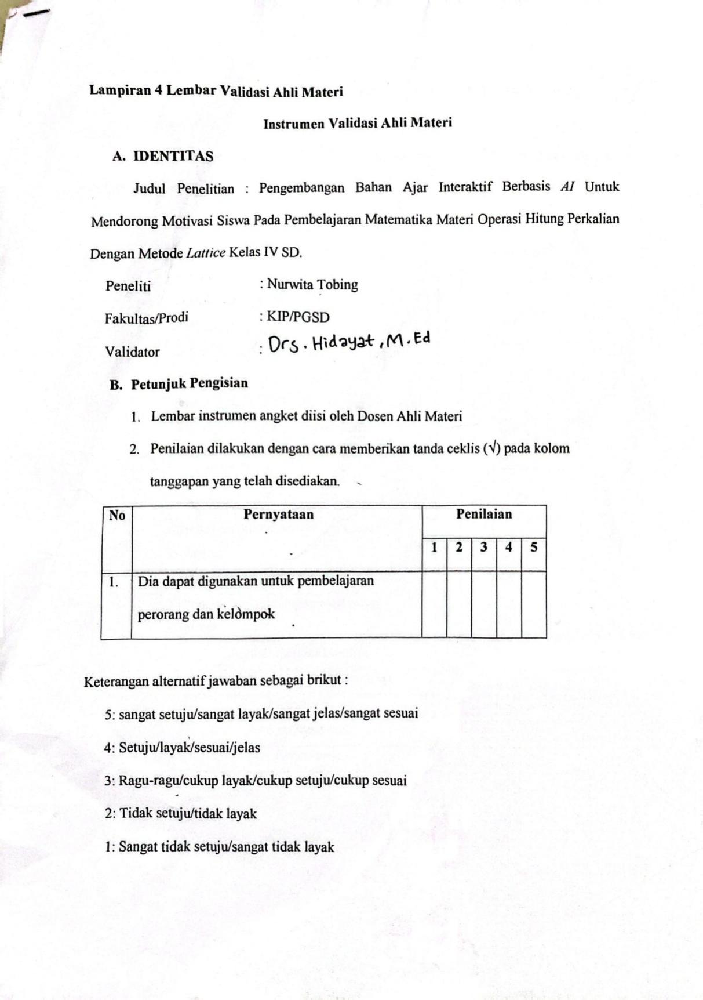 Lampiran 4 Lembar Validasi Ahli Materi
Instrumen Validasi Ahli Materi
A. IDENTITAS
Judul Penelitian : Pengembangan Bahan Ajar Interaktif Berbasis AI Untuk
Mendorong Motivasi Siswa Pada Pembelajaran Matematika Materi Operasi Hitung Perkalian
Dengan Metode Lattice Kelas IV SD.
Peneliti : Nurwita Tobing
Fakultas/Prodi : KIP/PGSD
Validator : Drs. Hidayat, M.Ed
B. Petunjuk Pengisian
1. Lembar instrumen angket diisi oleh Dosen Ahli Materi
2. Penilaian dilakukan dengan cara memberikan tanda ceklis (√) pada kolom
tanggapan yang telah disediakan.
No Pernyataan Penilaian
1 2 3 4 5
1. Dia dapat digunakan untuk pembelajaran
perorang dan kelompok
Keterangan alternatif jawaban sebagai brikut :
5: sangat setuju/sangat layak/sangat jelas/sangat sesuai
4: Setuju/layak/sesuai/jelas
3: Ragu-ragu/cukup layak/cukup setuju/cukup sesuai
2: Tidak setuju/tidak layak
1: Sangat tidak setuju/sangat tidak layak